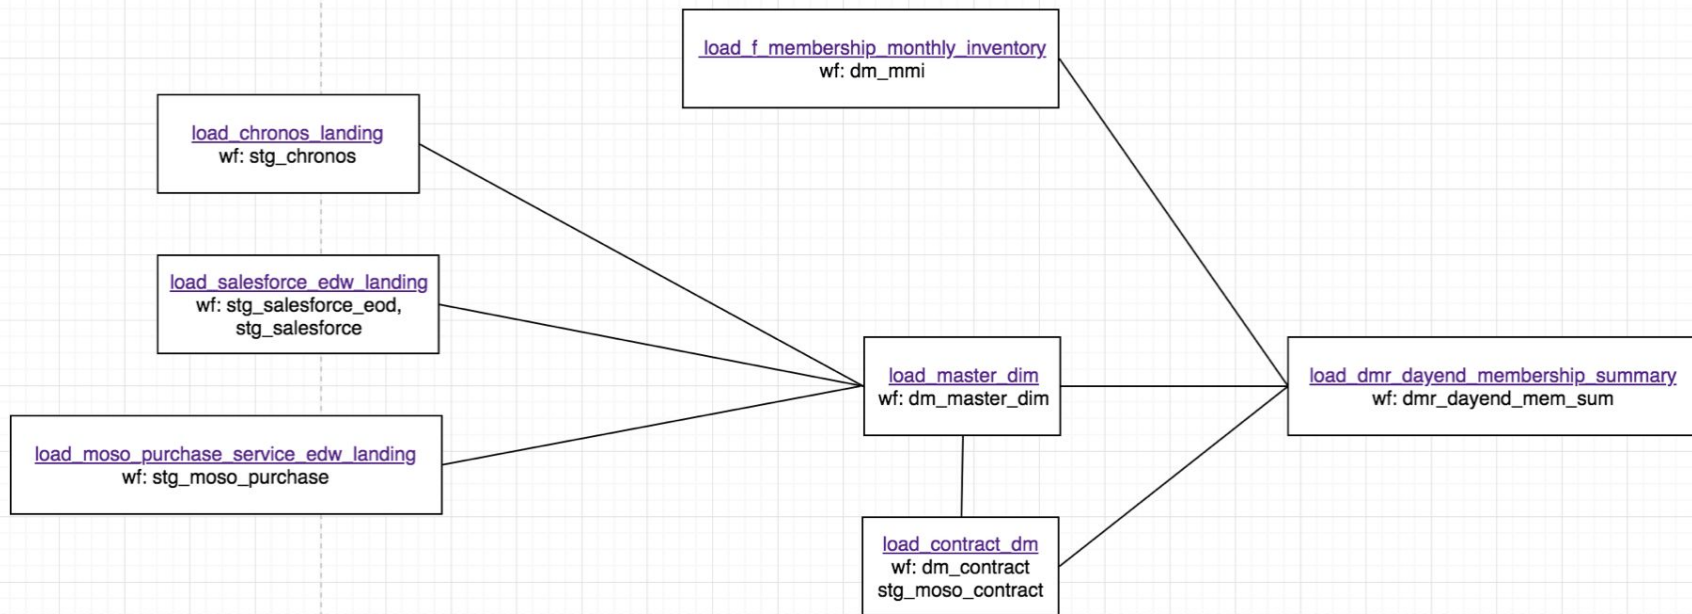 load_f_membership_monthly_inventory
wf: dm_mmi
load_chronos_landing
wf: stg_chronos
load_salesforce_edw_landing
wf: stg_salesforce_eod,
stg_salesforce
load_moso_purchase_service_edw_landing
wf: stg_moso_purchase
load_master_dim
wf: dm_master_dim
load_dmr_dayend_membership_summary
wf: dmr_dayend_mem_sum
load_contract_dm
wf: dm_contract
stg_moso_contract